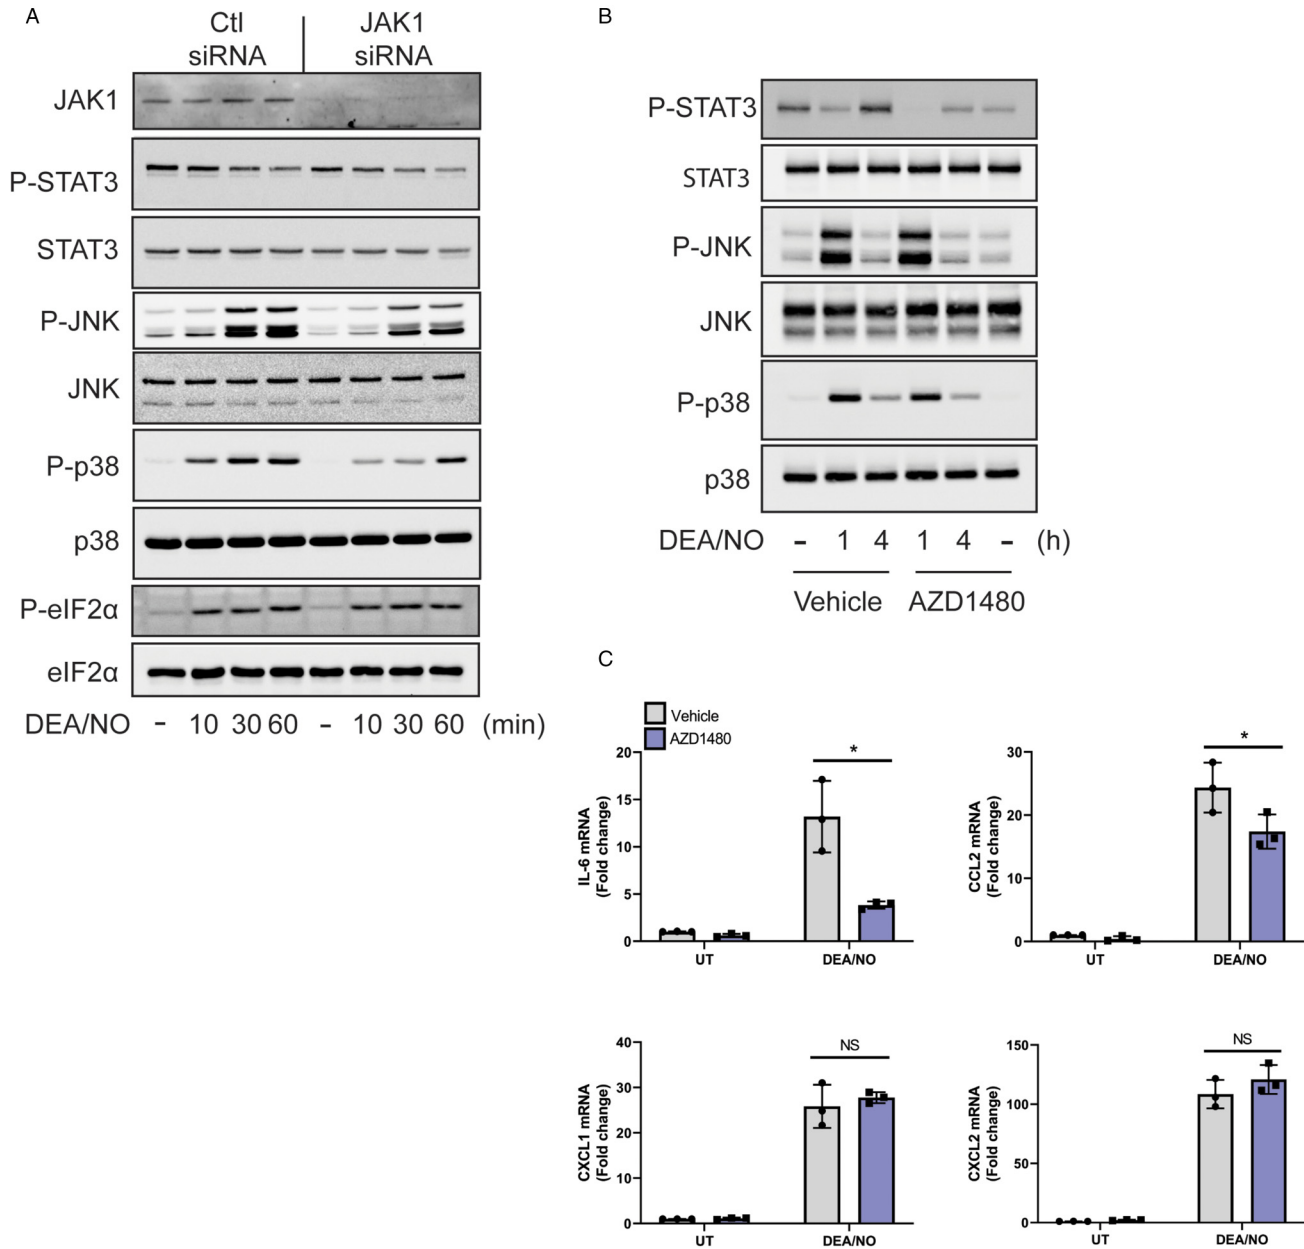 A
Ctl
siRNA
JAK1
siRNA
JAK1
P-STAT3
STAT3
P-JNK
JNK
P-p38
p38
P-eIF2α
eIF2α
DEA/NO - 10 30 60 - 10 30 60 (min)
B
P-STAT3
STAT3
P-JNK
JNK
P-p38
p38
DEA/NO - 1 4 1 4 - (h)
Vehicle AZD1480
C
Vehicle
AZD1480
IL-6 mRNA
(Fold change)
20
15
10
5
0
*
UT DEA/NO
CCL2 mRNA
(Fold change)
30
20
10
0
*
UT DEA/NO
CXCL1 mRNA
(Fold change)
40
30
20
10
0
NS
UT DEA/NO
CXCL2 mRNA
(Fold change)
150
100
50
0
NS
UT DEA/NO